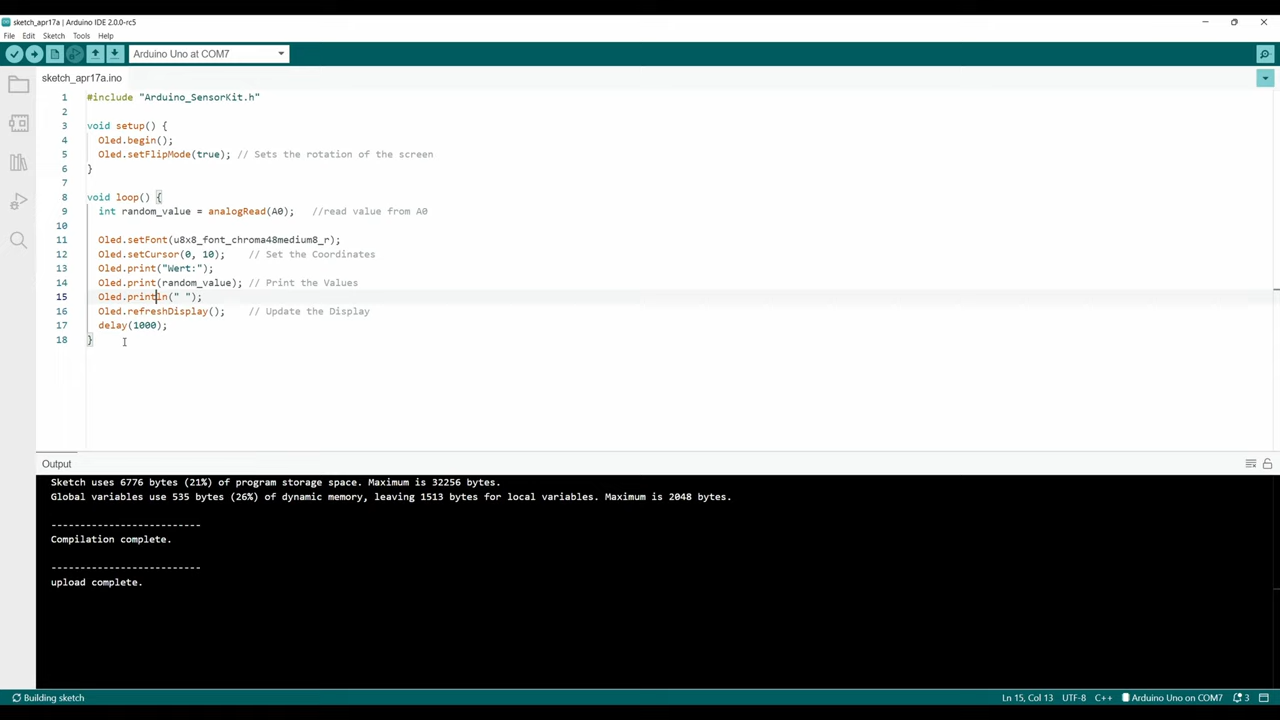 sketch_apr17a | Arduino IDE 2.0.0-rc5
File Edit Sketch Tools Help
Arduino Uno at COM7
sketch_apr17a.ino
1 #include "Arduino_SensorKit.h"
2
3 void setup() {
4 Oled.begin();
5 Oled.setFlipMode(true); // Sets the rotation of the screen
6 }
7
8 void loop() {
9 int random_value = analogRead(A0); //read value from A0
10
11 Oled.setFont(u8x8_font_chroma48medium8_r);
12 Oled.setCursor(0, 10); // Set the Coordinates
13 Oled.print("Wert:");
14 Oled.print(random_value); // Print the Values
15 Oled.println(" ");
16 Oled.refreshDisplay(); // Update the Display
17 delay(1000);
18 }
Output
Sketch uses 6776 bytes (21%) of program storage space. Maximum is 32256 bytes.
Global variables use 535 bytes (26%) of dynamic memory, leaving 1513 bytes for local variables. Maximum is 2048 bytes.
--------------------------
Compilation complete.
--------------------------
upload complete.
Building sketch
Ln 15, Col 13 UTF-8 C++ Arduino Uno on COM7 3